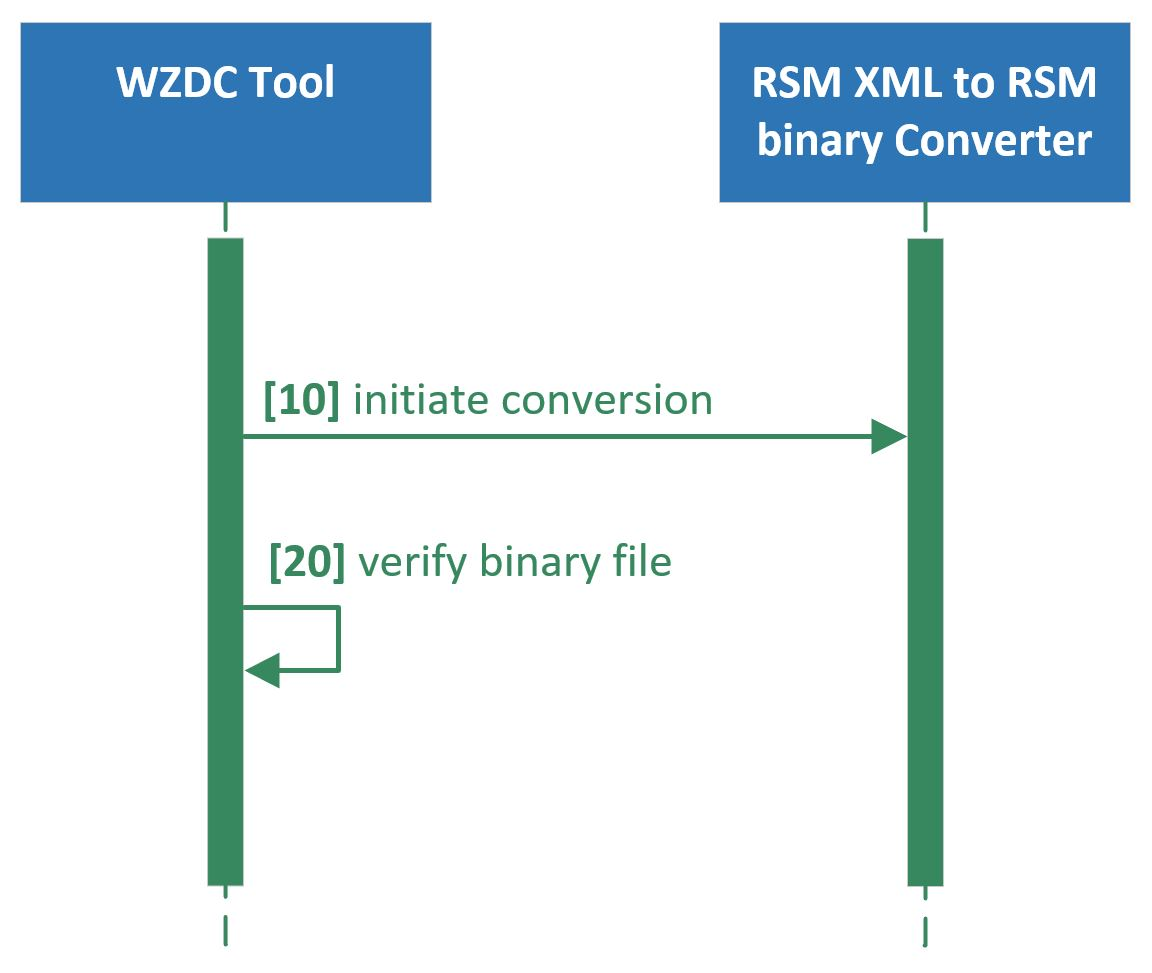 WZDC Tool
RSM XML to RSM
binary Converter
[10] initiate conversion
[20] verify binary file